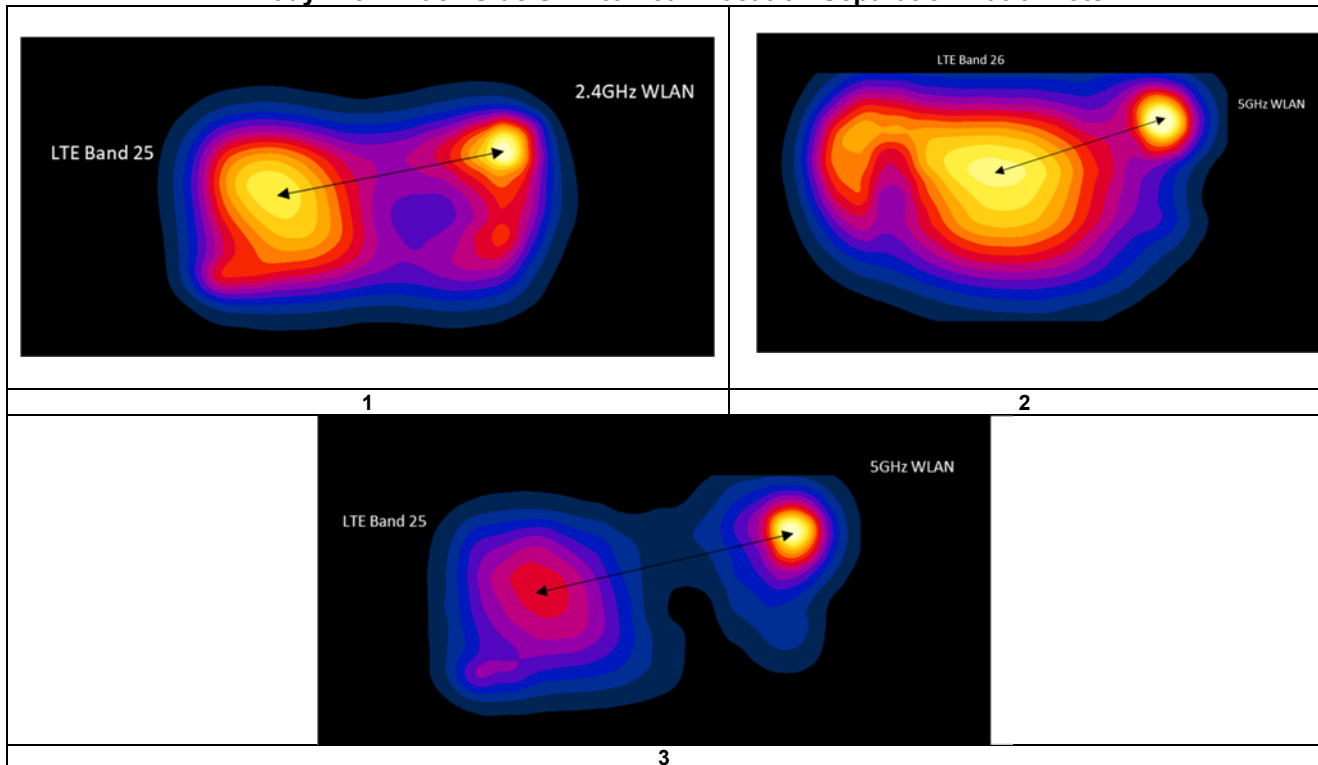 2.4GHz WLAN
LTE Band 25
LTE Band 26
5GHz WLAN
1
2
5GHz WLAN
LTE Band 25
3